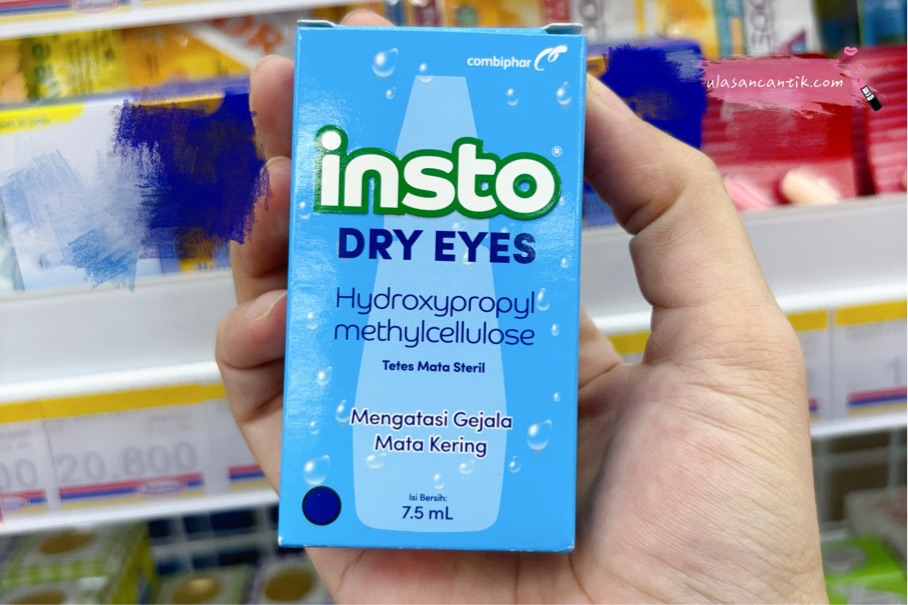 combiphar
ulasancantik.com
insto®
DRY EYES
Hydroxypropyl
methylcellulose
Tetes Mata Steril
Mengatasi Gejala
Mata Kering
Isi Bersih:
7.5 mL
20.800